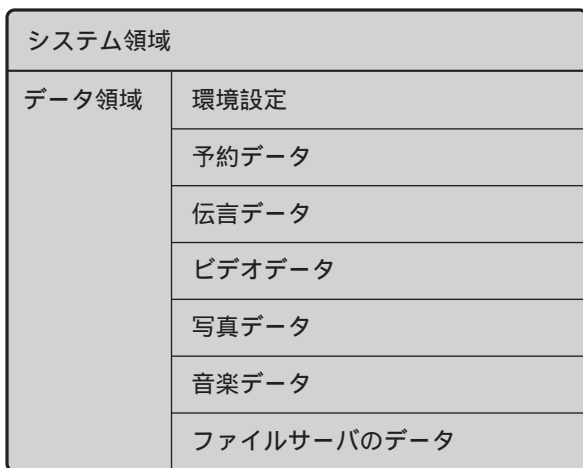 システム領域
データ領域
環境設定
予約データ
伝言データ
ビデオデータ
写真データ
音楽データ
ファイルサーバのデータ